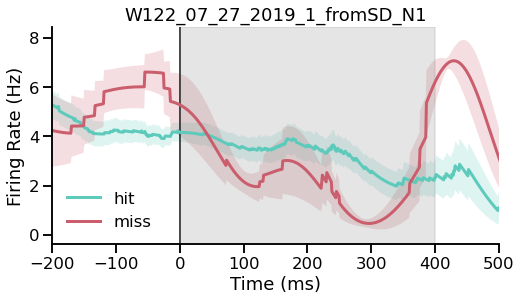 W122_07_27_2019_1_fromSD_N1
Firing Rate (Hz)
8
6
4
2
0
hit
miss
−200 −100 0 100 200 300 400 500
Time (ms)